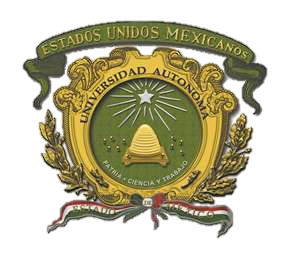 ESTADOS UNIDOS MEXICANOS
UNIVERSIDAD AUTONOMA
PATRIA • CIENCIA Y TRABAJO
ESTADO DE MEXICO